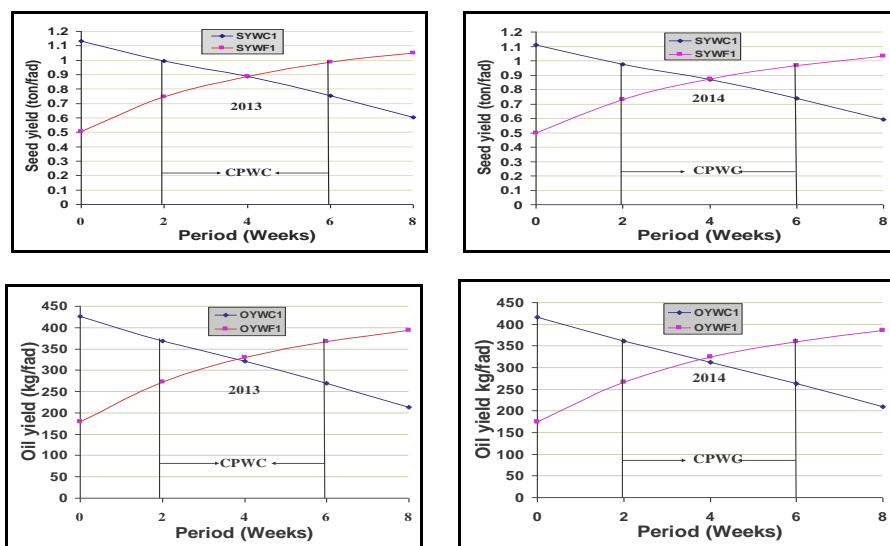 SYWC1
SYWF1
Seed yield (ton/fad)
1.2
1.1
1
0.9
0.8
0.7
0.6
0.5
0.4
0.3
0.2
0.1
0
2013
CPWC
0 2 4 6 8
Period (Weeks)
SYWC1
SYWF1
Seed yield (ton/fad)
1.2
1.1
1
0.9
0.8
0.7
0.6
0.5
0.4
0.3
0.2
0.1
0
2014
CPWG
0 2 4 6 8
Period (Weeks)
OYWC1
OYWF1
Oil yield (kg/fad)
450
400
350
300
250
200
150
100
50
0
2013
CPWC
0 2 4 6 8
Period (Weeks)
OYWC1
OYWF1
Oil yield kg/fad)
450
400
350
300
250
200
150
100
50
0
2014
CPWG
0 2 4 6 8
Period (Weeks)